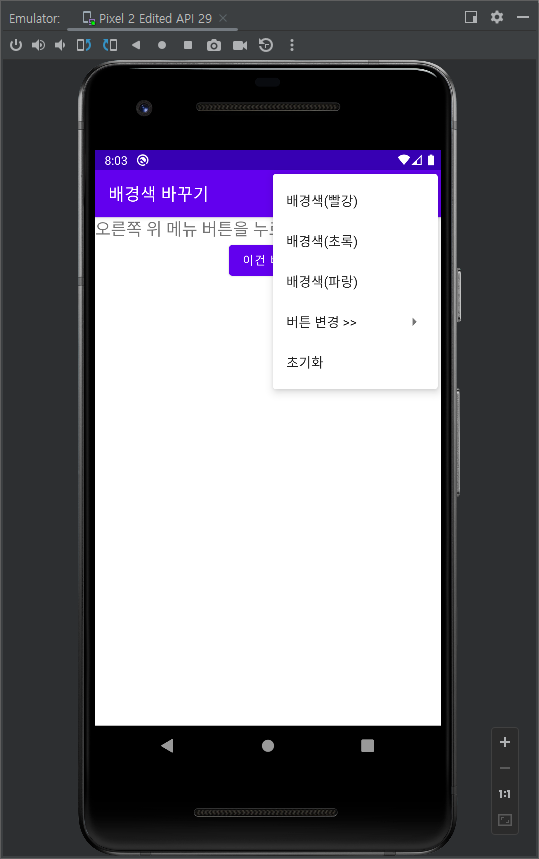 Emulator: Pixel 2 Edited API 29
8:03
배경색 바꾸기
오른쪽 위 메뉴 버튼을 누
이건
배경색(빨강)
배경색(초록)
배경색(파랑)
버튼 변경 >>
초기화
1:1